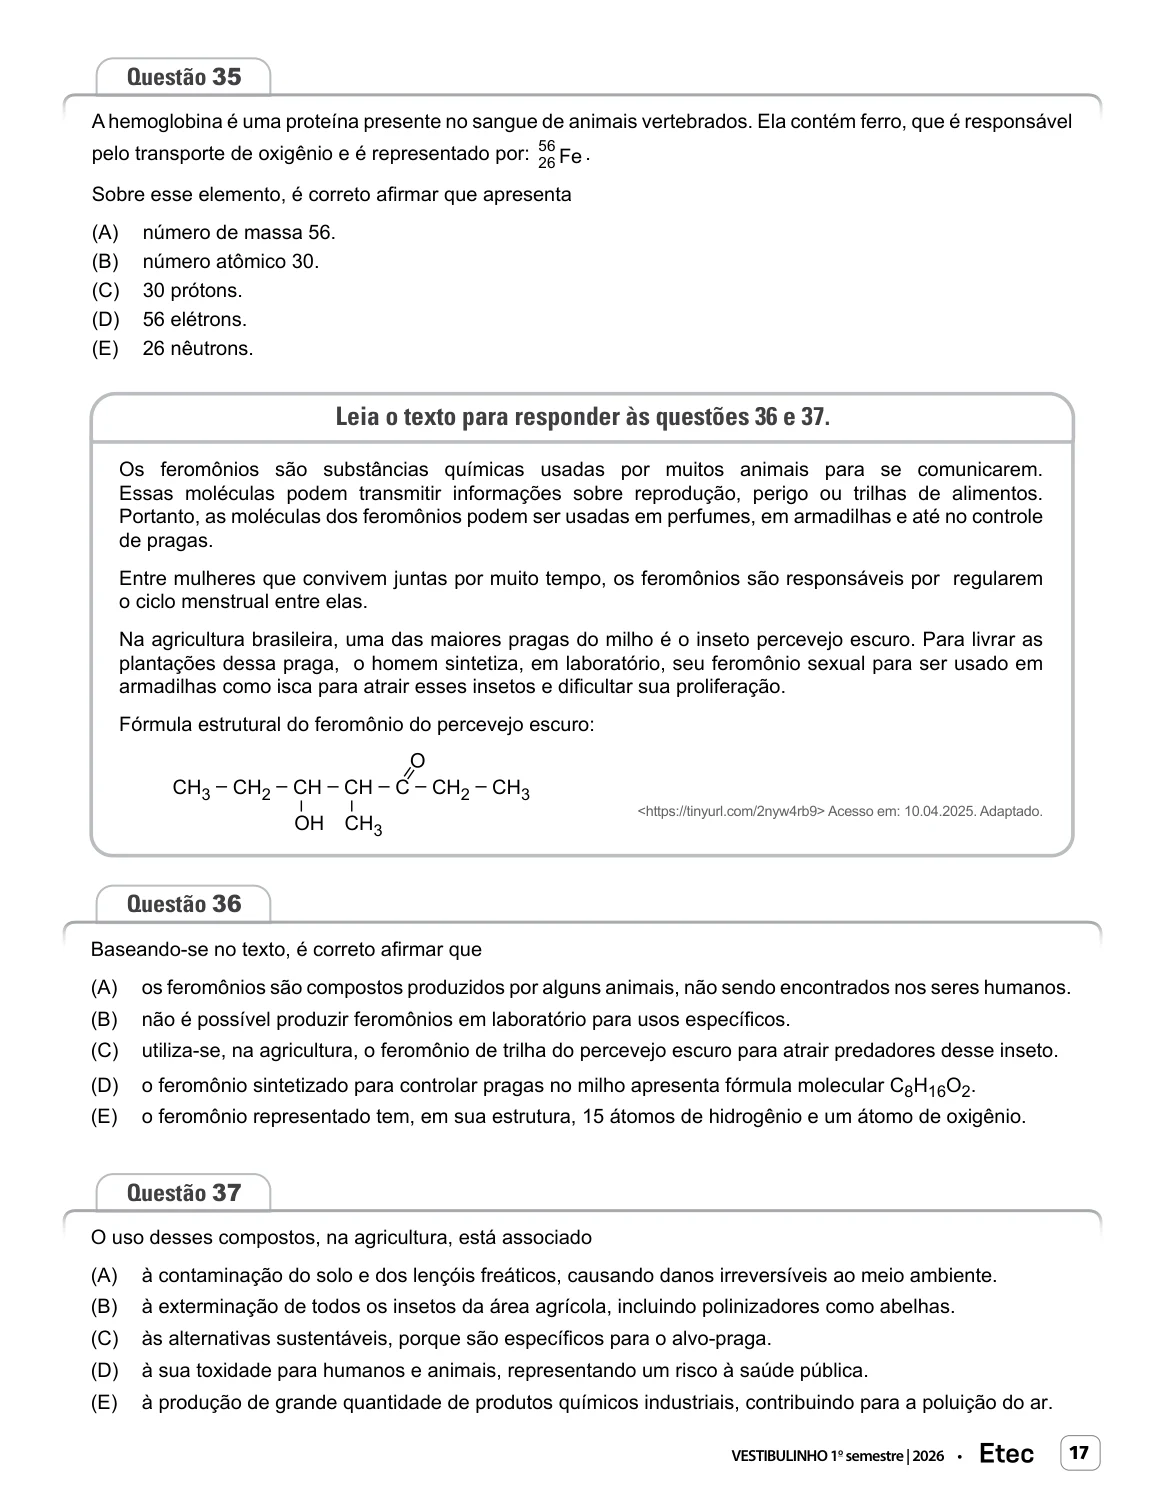 Questão 35
A hemoglobina é uma proteína presente no sangue de animais vertebrados. Ela contém ferro, que é responsável
pelo transporte de oxigênio e é representado por: ⁵⁶₂₆Fe.
Sobre esse elemento, é correto afirmar que apresenta
(A) número de massa 56.
(B) número atômico 30.
(C) 30 prótons.
(D) 56 elétrons.
(E) 26 nêutrons.
Leia o texto para responder às questões 36 e 37.
Os feromônios são substâncias químicas usadas por muitos animais para se comunicarem.
Essas moléculas podem transmitir informações sobre reprodução, perigo ou trilhas de alimentos.
Portanto, as moléculas dos feromônios podem ser usadas em perfumes, em armadilhas e até no controle
de pragas.
Entre mulheres que convivem juntas por muito tempo, os feromônios são responsáveis por regularem
o ciclo menstrual entre elas.
Na agricultura brasileira, uma das maiores pragas do milho é o inseto percevejo escuro. Para livrar as
plantações dessa praga, o homem sintetiza, em laboratório, seu feromônio sexual para ser usado em
armadilhas como isca para atrair esses insetos e dificultar sua proliferação.
Fórmula estrutural do feromônio do percevejo escuro:
O
CH₃ – CH₂ – CH – CH – C – CH₂ – CH₃
OH CH₃
<https://tinyurl.com/2nyw4rb9> Acesso em: 10.04.2025. Adaptado.
Questão 36
Baseando-se no texto, é correto afirmar que
(A) os feromônios são compostos produzidos por alguns animais, não sendo encontrados nos seres humanos.
(B) não é possível produzir feromônios em laboratório para usos específicos.
(C) utiliza-se, na agricultura, o feromônio de trilha do percevejo escuro para atrair predadores desse inseto.
(D) o feromônio sintetizado para controlar pragas no milho apresenta fórmula molecular C₈H₁₆O₂.
(E) o feromônio representado tem, em sua estrutura, 15 átomos de hidrogênio e um átomo de oxigênio.
Questão 37
O uso desses compostos, na agricultura, está associado
(A) à contaminação do solo e dos lençóis freáticos, causando danos irreversíveis ao meio ambiente.
(B) à exterminação de todos os insetos da área agrícola, incluindo polinizadores como abelhas.
(C) às alternativas sustentáveis, porque são específicos para o alvo-praga.
(D) à sua toxidade para humanos e animais, representando um risco à saúde pública.
(E) à produção de grande quantidade de produtos químicos industriais, contribuindo para a poluição do ar.
VESTIBULINHO 1º semestre | 2026 • Etec 17